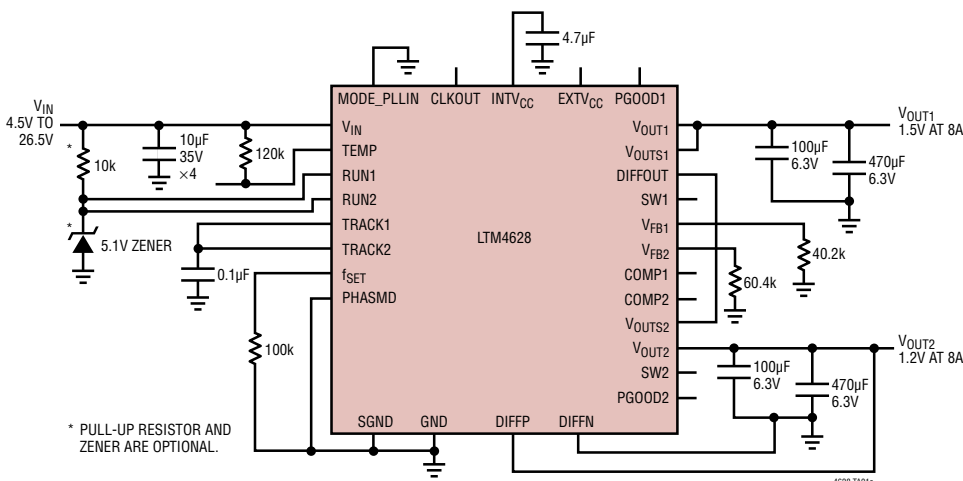 4.7µF
MODE_PLLIN CLKOUT INTVCC EXTVCC PGOOD1
VIN
4.5V TO
26.5V
*
10k
10µF
35V
×4
120k
*
5.1V ZENER
0.1µF
100k
VIN
TEMP
RUN1
RUN2
TRACK1
TRACK2
fSET
PHASMD
LTM4628
VOUT1
VOUTS1
DIFFOUT
SW1
VFB1
VFB2
COMP1
COMP2
VOUTS2
VOUT2
SW2
PGOOD2
SGND GND DIFFP DIFFN
VOUT1
1.5V AT 8A
100µF
6.3V
470µF
6.3V
40.2k
60.4k
VOUT2
1.2V AT 8A
100µF
6.3V
470µF
6.3V
* PULL-UP RESISTOR AND
ZENER ARE OPTIONAL.